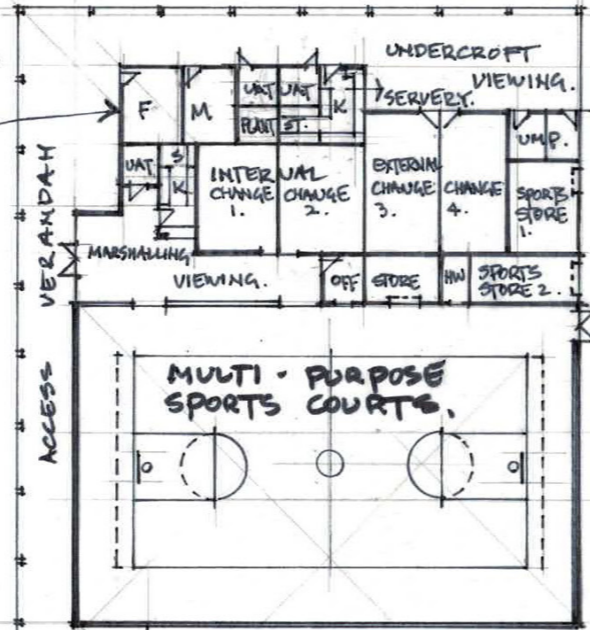 UNDERCROFT
VIEWING.
SERVERY.
F.
M.
UAT
UAT
K
PLANT
ST.
UAT
S
K
INTERNAL
CHANGE
1.
CHANGE
2.
EXTERNAL
CHANGE
3.
CHANGE
4.
UMP.
SPORTS
STORE
1.
MARSHALLING
VIEWING.
OFF
STORE
HW
SPORTS
STORE 2.
VERANDAH
ACCESS
MULTI - PURPOSE
SPORTS COURTS.